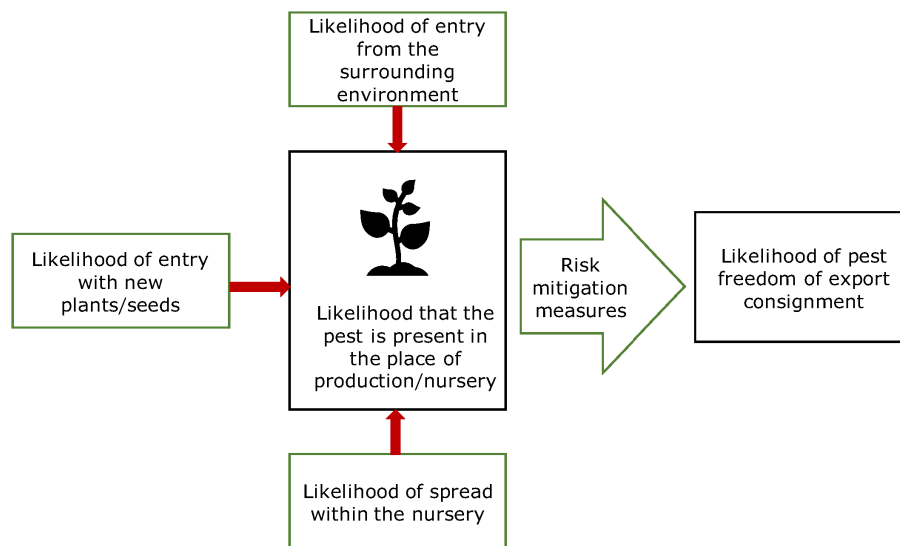 Likelihood of entry
from the
surrounding
environment
Likelihood of entry
with new
plants/seeds
Likelihood that the
pest is present in
the place of
production/nursery
Risk
mitigation
measures
Likelihood of pest
freedom of export
consignment
Likelihood of spread
within the nursery